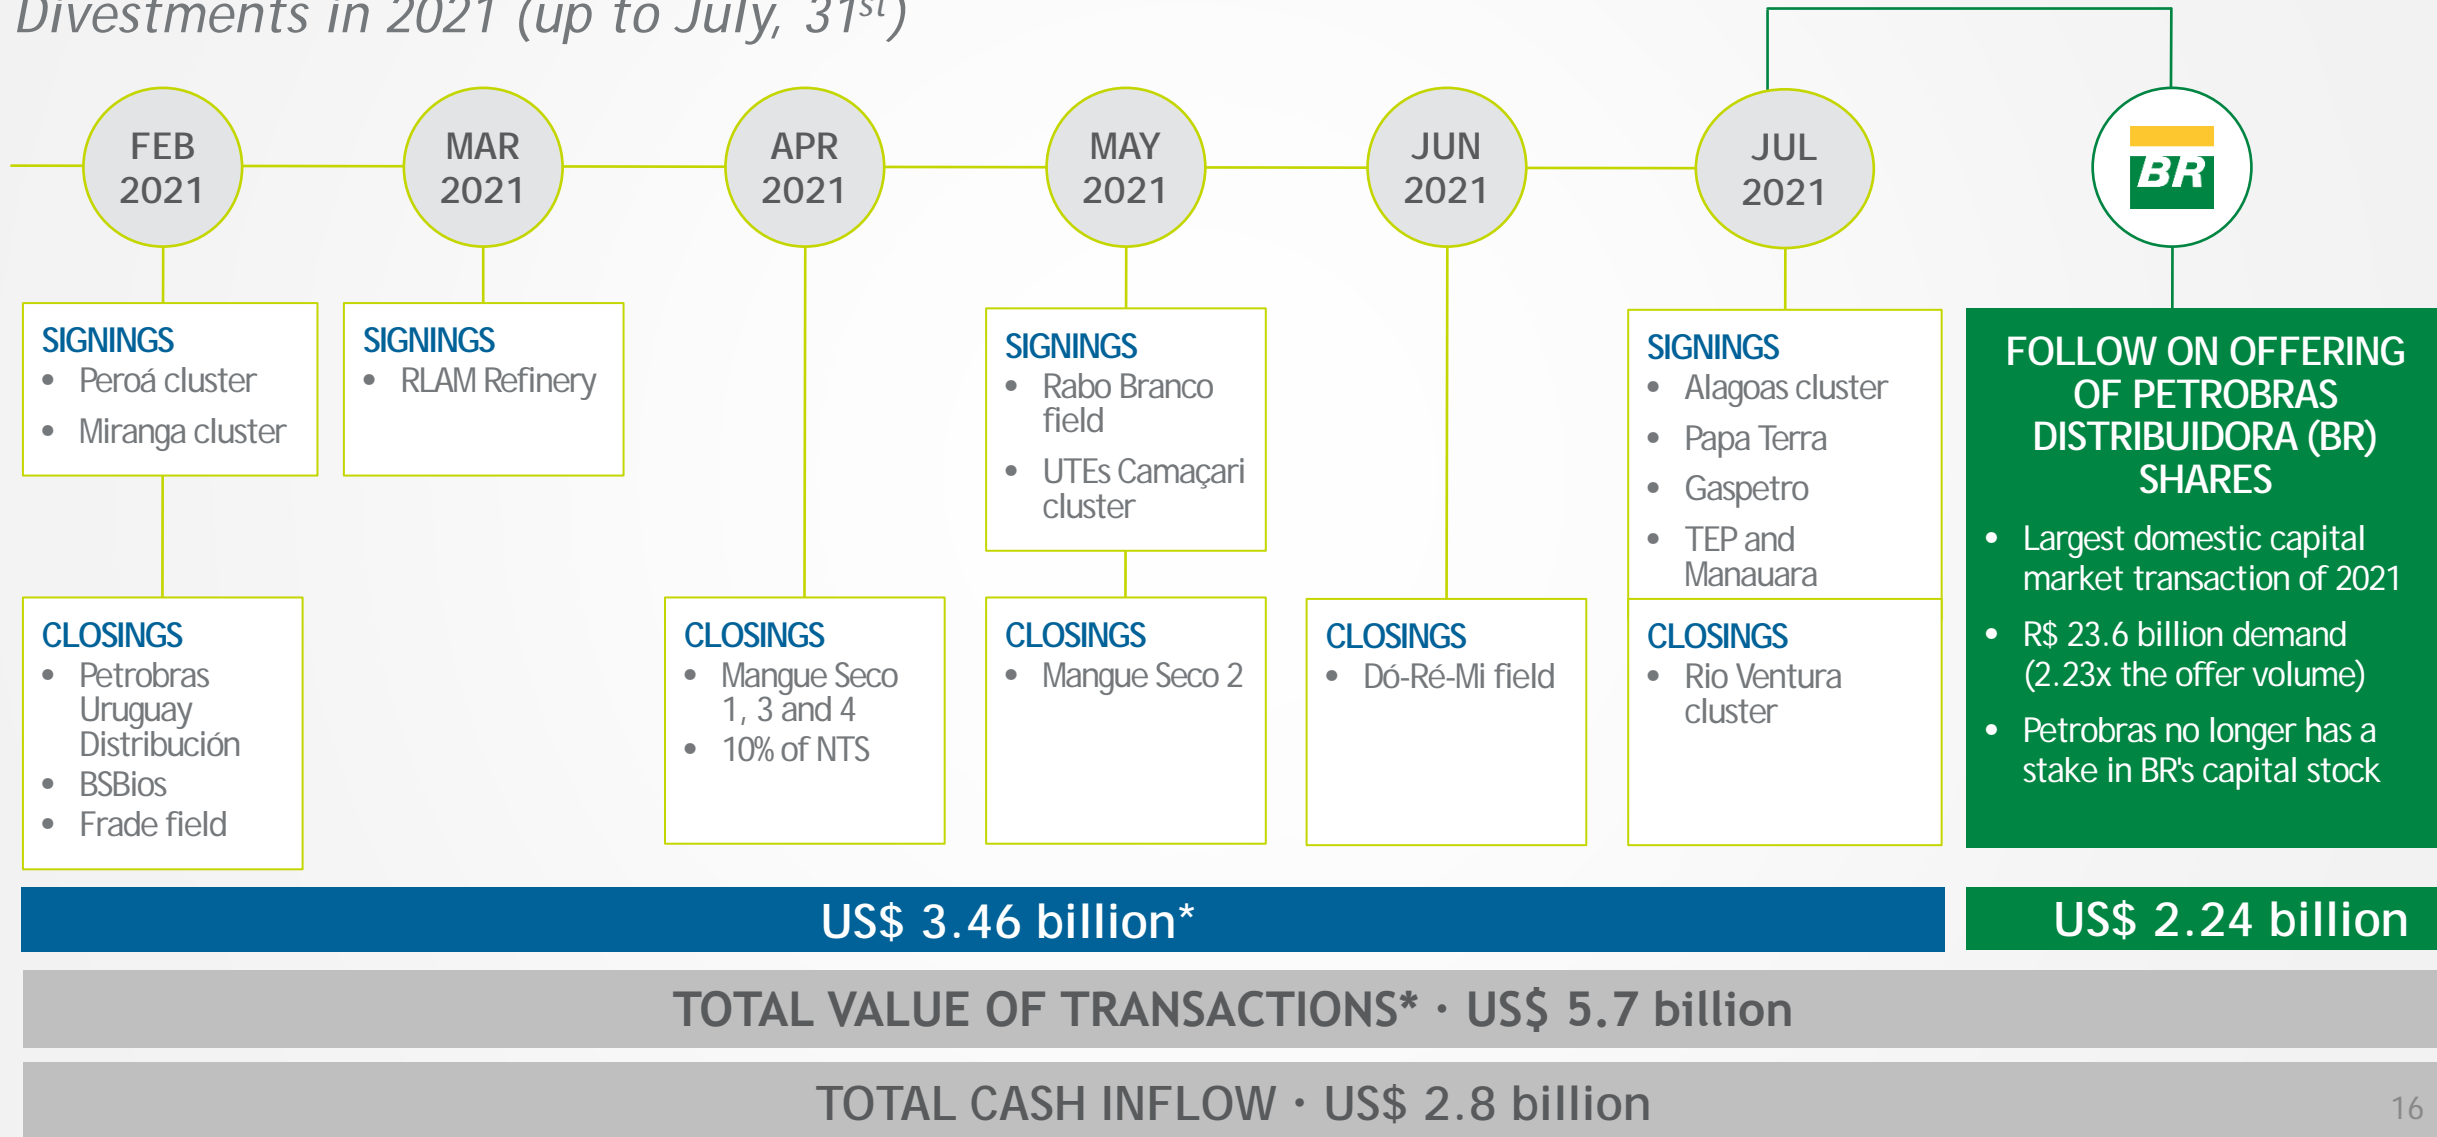 Divestments in 2021 (up to July, 31st)
FEB
2021
MAR
2021
APR
2021
MAY
2021
JUN
2021
JUL
2021
BR
SIGNINGS
• Peroá cluster
• Miranga cluster
CLOSINGS
• Petrobras
Uruguay
Distribución
• BSBios
• Frade field
SIGNINGS
• RLAM Refinery
CLOSINGS
• Mangue Seco
1, 3 and 4
• 10% of NTS
SIGNINGS
• Rabo Branco
field
• UTEs Camaçari
cluster
CLOSINGS
• Mangue Seco 2
CLOSINGS
• Dó-Ré-Mi field
SIGNINGS
• Alagoas cluster
• Papa Terra
• Gaspetro
• TEP and
Manauara
CLOSINGS
• Rio Ventura
cluster
FOLLOW ON OFFERING
OF PETROBRAS
DISTRIBUIDORA (BR)
SHARES
• Largest domestic capital
market transaction of 2021
• R$ 23.6 billion demand
(2.23x the offer volume)
• Petrobras no longer has a
stake in BR's capital stock
US$ 3.46 billion*
US$ 2.24 billion
TOTAL VALUE OF TRANSACTIONS* · US$ 5.7 billion
TOTAL CASH INFLOW · US$ 2.8 billion
16